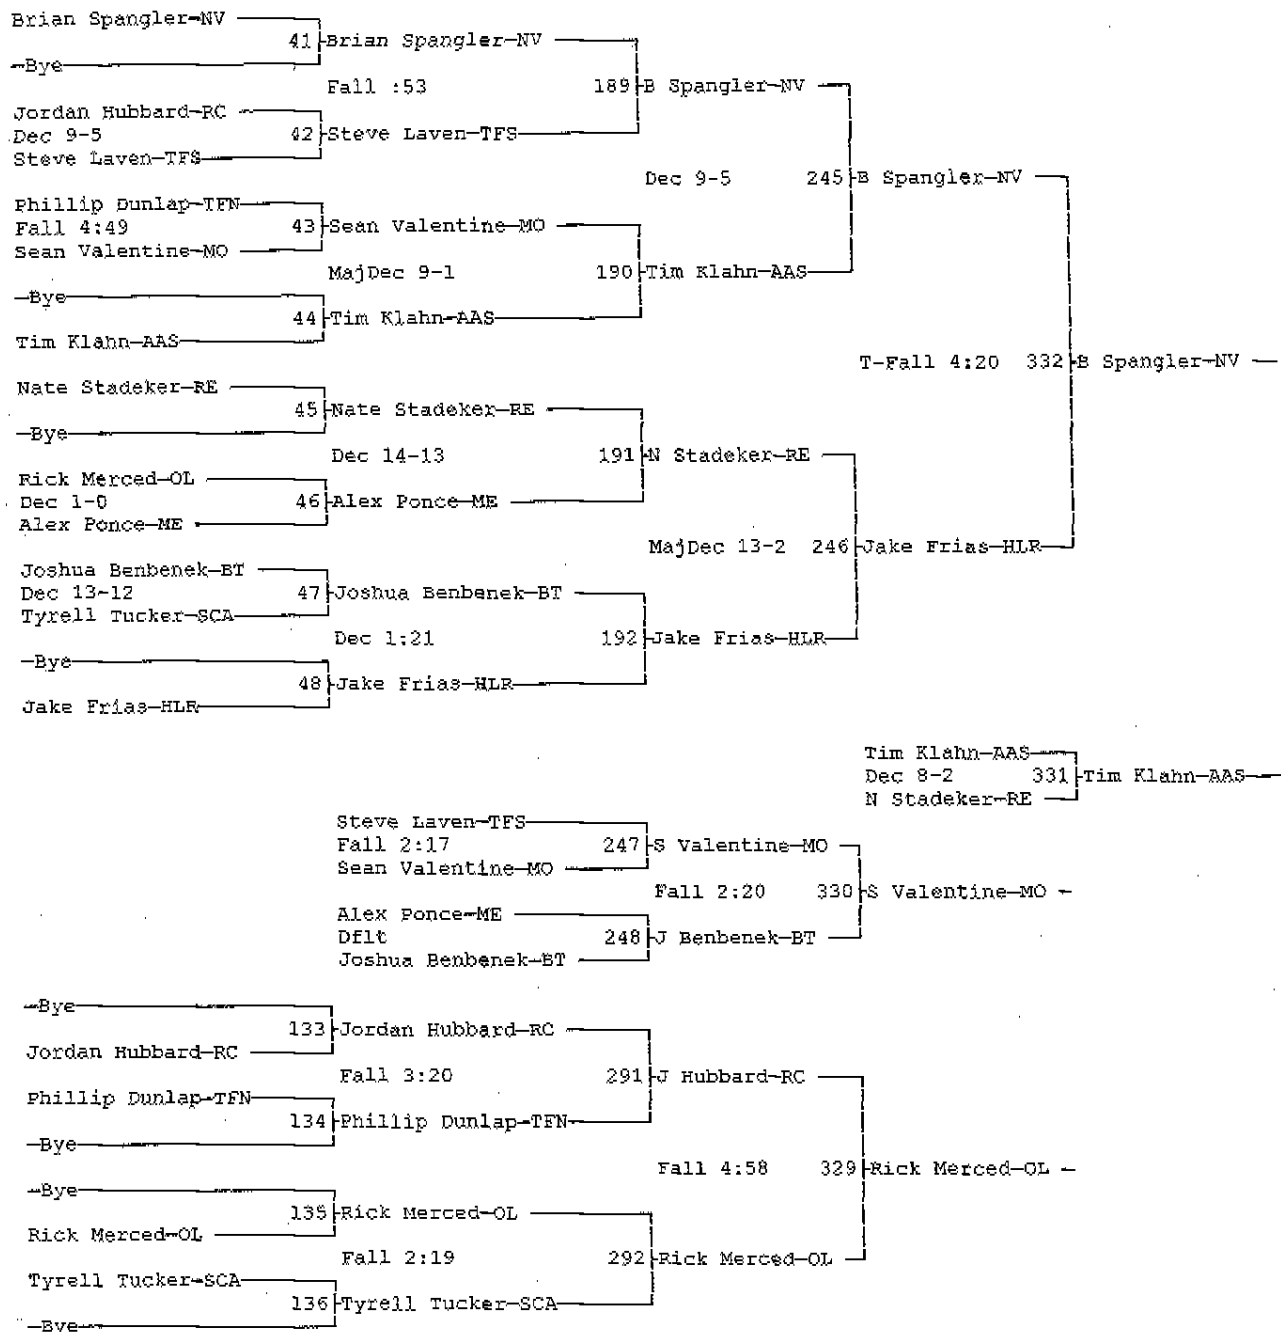 Brian Spangler-NV
41 Brian Spangler-NV
-Bye
Fall :53 189 B Spangler-NV
Jordan Hubbard-RC
Dec 9-5 42 Steve Laven-TFS
Steve Laven-TFS
Dec 9-5 245 B Spangler-NV
Phillip Dunlap-TFN
Fall 4:49 43 Sean Valentine-MO
Sean Valentine-MO
MajDec 9-1 190 Tim Klahn-AAS
-Bye
44 Tim Klahn-AAS
Tim Klahn-AAS
T-Fall 4:20 332 B Spangler-NV
Nate Stadeker-RE
45 Nate Stadeker-RE
-Bye
Dec 14-13 191 N Stadeker-RE
Rick Merced-OL
Dec 1-0 46 Alex Ponce-ME
Alex Ponce-ME
MajDec 13-2 246 Jake Frias-HLR
Joshua Benbenek-BT
Dec 13-12 47 Joshua Benbenek-BT
Tyrell Tucker-SCA
Dec 1:21 192 Jake Frias-HLR
-Bye
48 Jake Frias-HLR
Jake Frias-HLR
Tim Klahn-AAS
Dec 8-2 331 Tim Klahn-AAS
N Stadeker-RE
Steve Laven-TFS
Fall 2:17 247 S Valentine-MO
Sean Valentine-MO
Fall 2:20 330 S Valentine-MO
Alex Ponce-ME
Dflt 248 J Benbenek-BT
Joshua Benbenek-BT
-Bye
133 Jordan Hubbard-RC
Jordan Hubbard-RC
Fall 3:20 291 J Hubbard-RC
Phillip Dunlap-TFN
134 Phillip Dunlap-TFN
-Bye
Fall 4:58 329 Rick Merced-OL
-Bye
135 Rick Merced-OL
Rick Merced-OL
Fall 2:19 292 Rick Merced-OL
Tyrell Tucker-SCA
136 Tyrell Tucker-SCA
-Bye